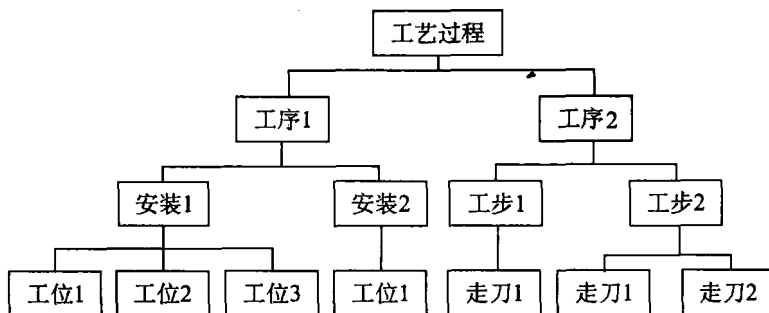 工艺过程
工序1 工序2
安装1 安装2 工步1 工步2
工位1 工位2 工位3 工位1 走刀1 走刀1 走刀2